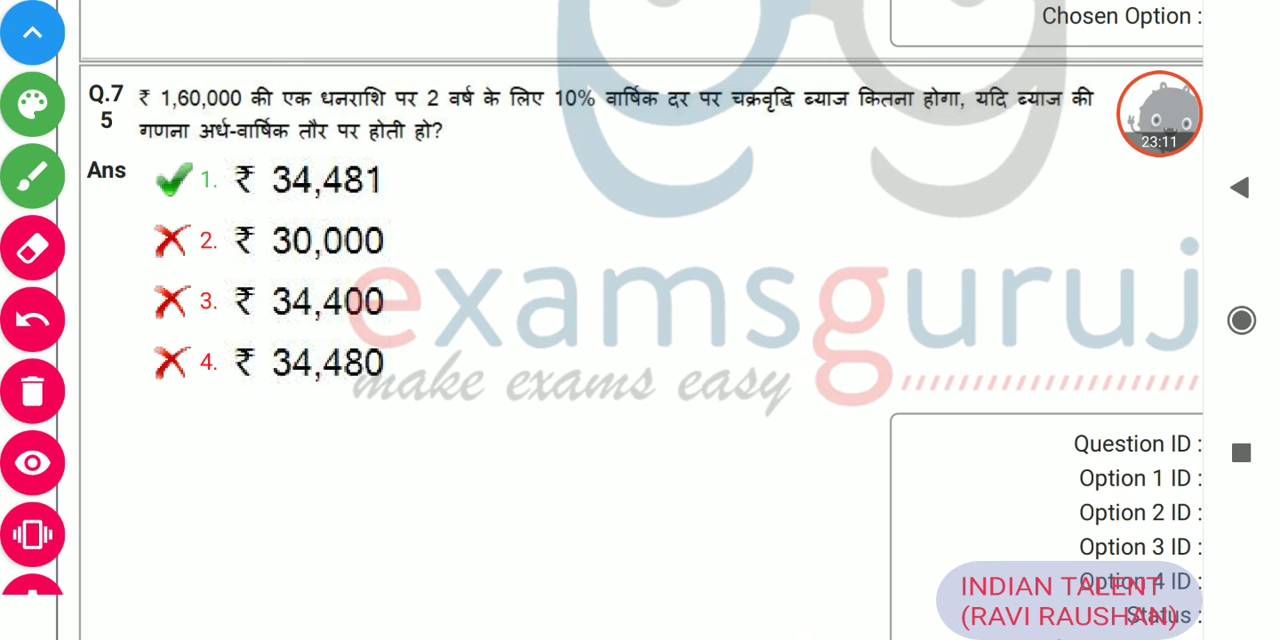 Chosen Option :
Q.7
5
₹ 1,60,000 की एक धनराशि पर 2 वर्ष के लिए 10% वार्षिक दर पर चक्रवृद्धि ब्याज कितना होगा, यदि ब्याज की
गणना अर्ध-वार्षिक तौर पर होती हो?
23:11
Ans
1. ₹ 34,481
2. ₹ 30,000
3. ₹ 34,400
4. ₹ 34,480
examsguruj
make exams easy
Question ID :
Option 1 ID :
Option 2 ID :
Option 3 ID :
Option 4 ID :
Status :
INDIAN TALENT
(RAVI RAUSHAN)